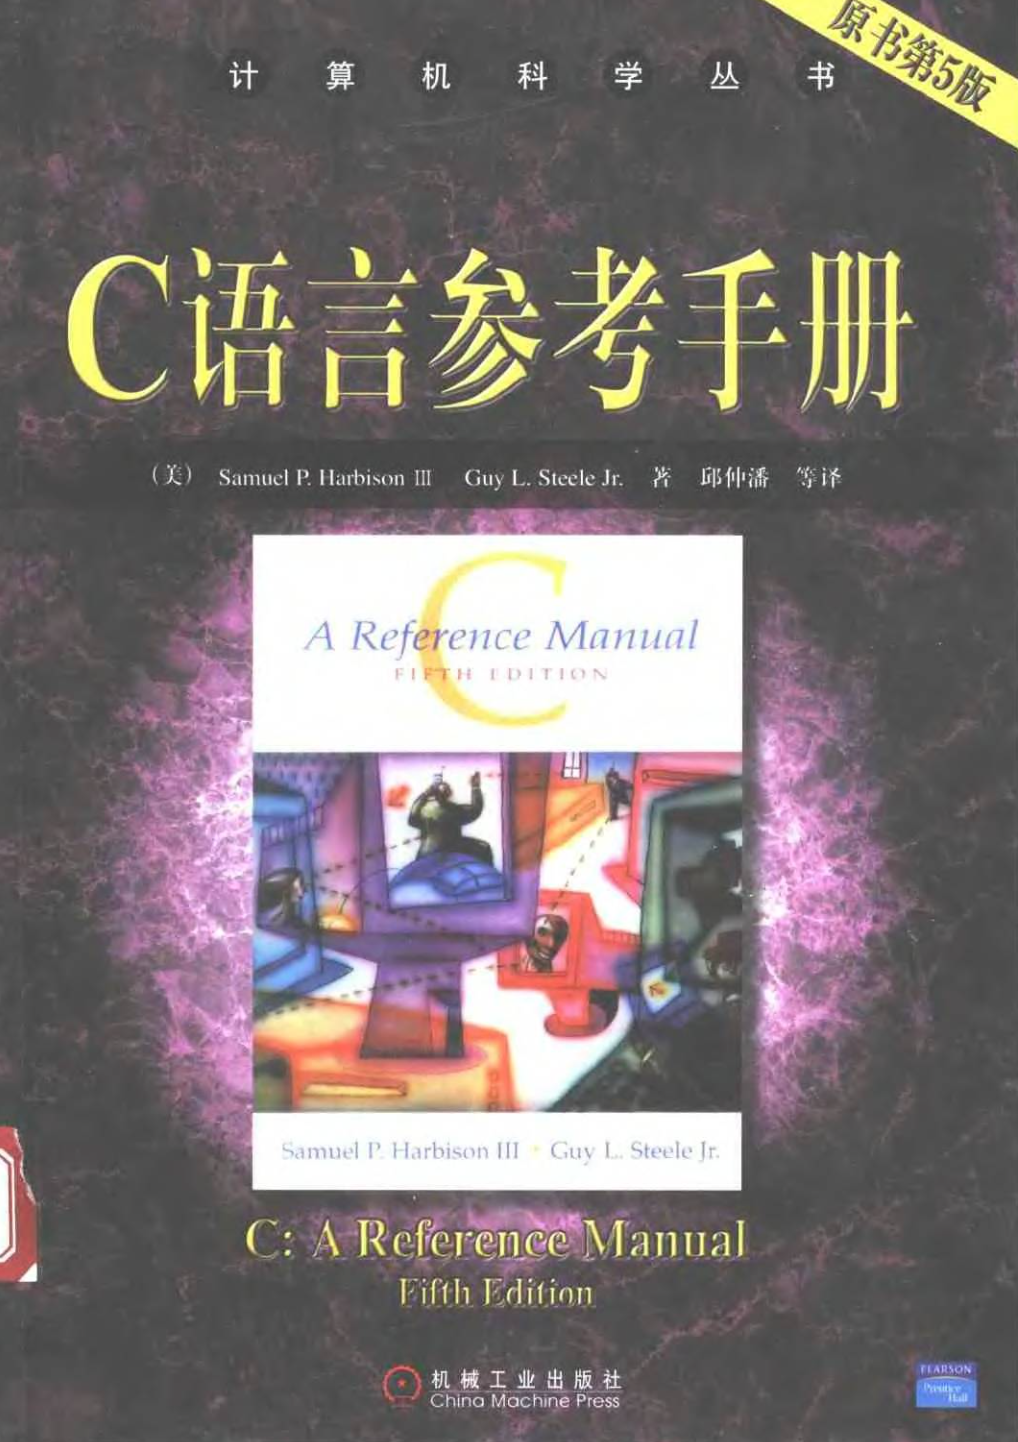 原书第5版
计算机科学丛书
C语言参考手册
（美） Samuel P. Harbison III Guy L. Steele Jr. 著 邱仲潘 等译
C
A Reference Manual
FIFTH EDITION
Samuel P. Harbison III • Guy L. Steele Jr.
C: A Reference Manual
Fifth Edition
机械工业出版社
China Machine Press
PEARSON
Prentice
Hall